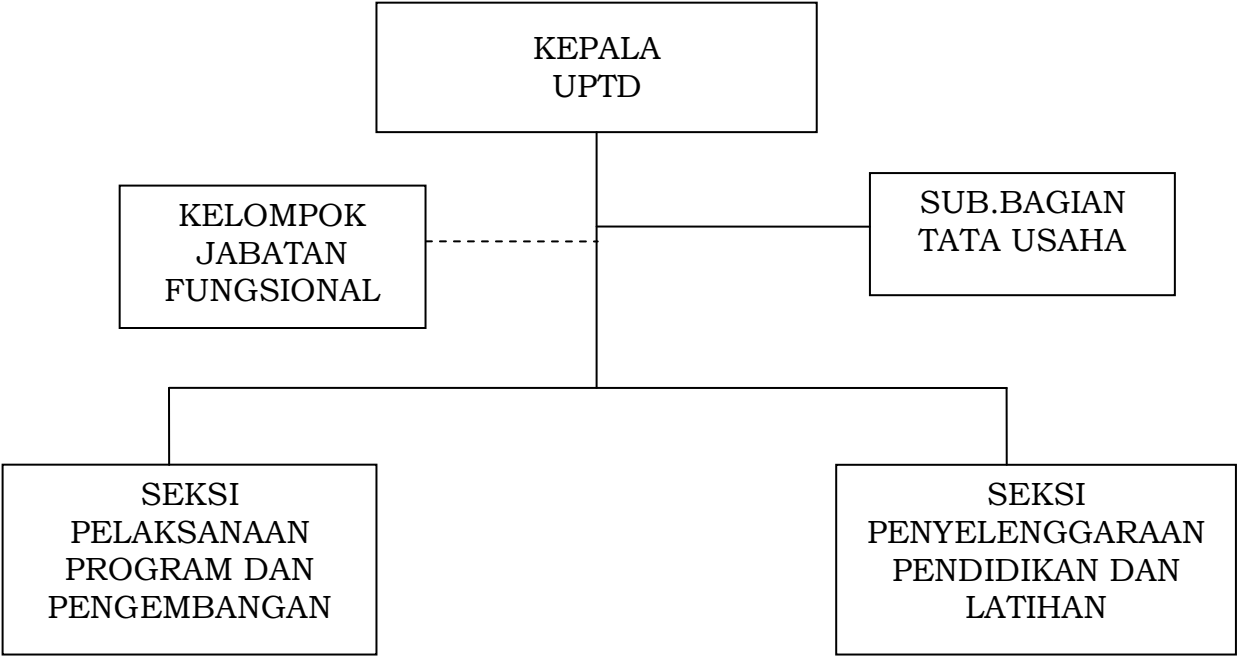 KEPALA
UPTD
KELOMPOK
JABATAN
FUNGSIONAL
SUB.BAGIAN
TATA USAHA
SEKSI
PELAKSANAAN
PROGRAM DAN
PENGEMBANGAN
SEKSI
PENYELENGGARAAN
PENDIDIKAN DAN
LATIHAN